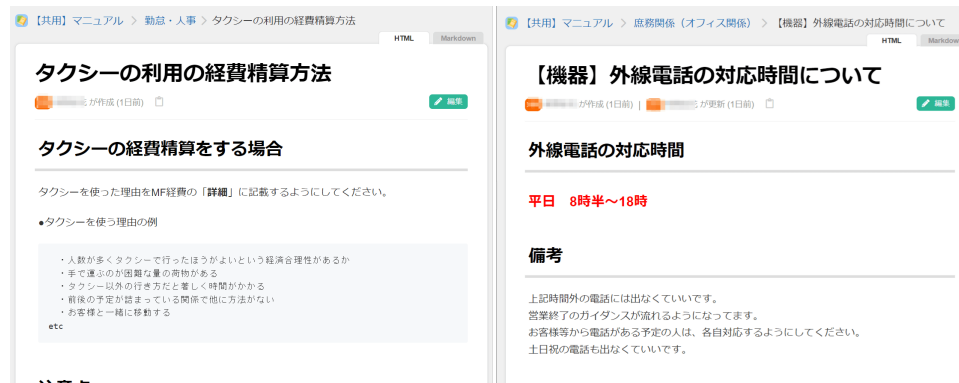 【共用】マニュアル > 勤怠・人事 > タクシーの利用の経費精算方法
HTML Markdown
タクシーの利用の経費精算方法
が作成 (1日前)
編集
タクシーの経費精算をする場合
タクシーを使った理由をMF経費の「詳細」に記載するようにしてください。
●タクシーを使う理由の例
・人数が多くタクシーで行ったほうがよいという経済合理性があるか
・手で運ぶのが困難な量の荷物がある
・タクシー以外の行き方だと著しく時間がかかる
・前後の予定が詰まっている関係で他に方法がない
・お客様と一緒に移動する
etc
【共用】マニュアル > 庶務関係（オフィス関係） > 【機器】外線電話の対応時間について
HTML Markdow
【機器】外線電話の対応時間について
が作成 (1日前) | が更新 (1日前)
編集
外線電話の対応時間
平日 8時半～18時
備考
上記時間外の電話には出なくていいです。
営業終了のガイダンスが流れるようになってます。
お客様等から電話がある予定の人は、各自対応するようにしてください。
土日祝の電話も出なくていいです。